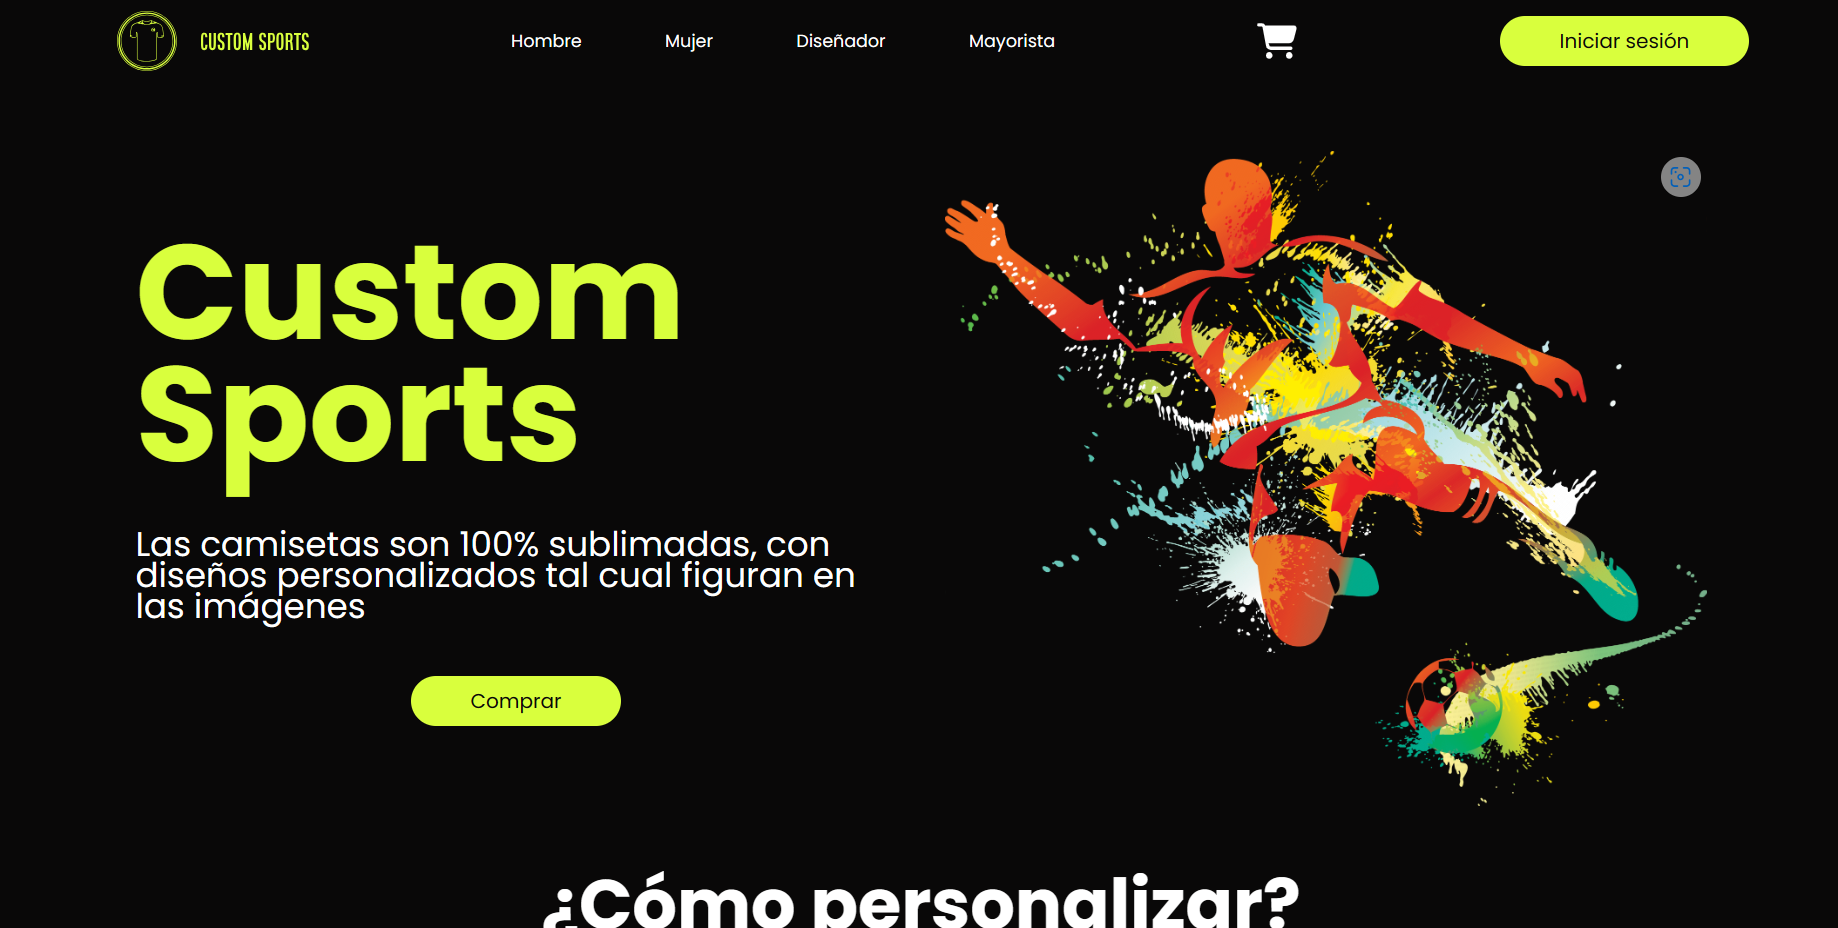 CUSTOM SPORTS
Hombre
Mujer
Diseñador
Mayorista
Iniciar sesión
Custom
Sports
Las camisetas son 100% sublimadas, con
diseños personalizados tal cual figuran en
las imágenes
Comprar
¿Cómo personalizar?